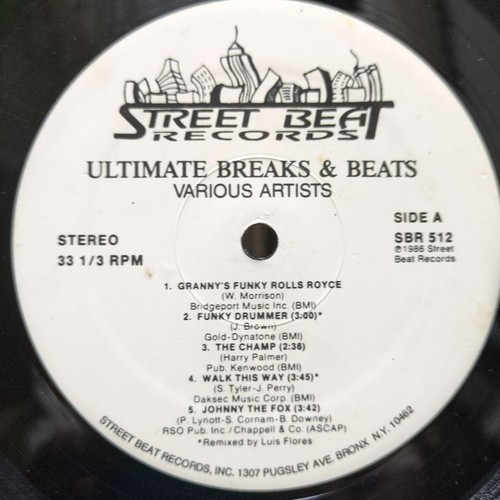 STREET BEAT
RECORDS
ULTIMATE BREAKS & BEATS
VARIOUS ARTISTS
SIDE A
STEREO
SBR 512
33 1/3 RPM
℗1986 Street
Beat Records
1. GRANNY'S FUNKY ROLLS ROYCE
(W. Morrison)
Bridgeport Music Inc. (BMI)
2. FUNKY DRUMMER (3:00)*
(J. Brown)
Gold-Dynatone (BMI)
3. THE CHAMP (2:36)
(Harry Palmer)
Pub. Kenwood (BMI)
4. WALK THIS WAY (3:45)*
(S. Tyler-J. Perry)
Daksec Music Corp. (BMI)
5. JOHNNY THE FOX (3:42)
(P. Lynott-S. Cornam-B. Downey)
RSO Pub. Inc./Chappell & Co. (ASCAP)
*Remixed by Luis Flores
STREET BEAT RECORDS, INC. 1307 PUGSLEY AVE. BRONX. N.Y. 10462